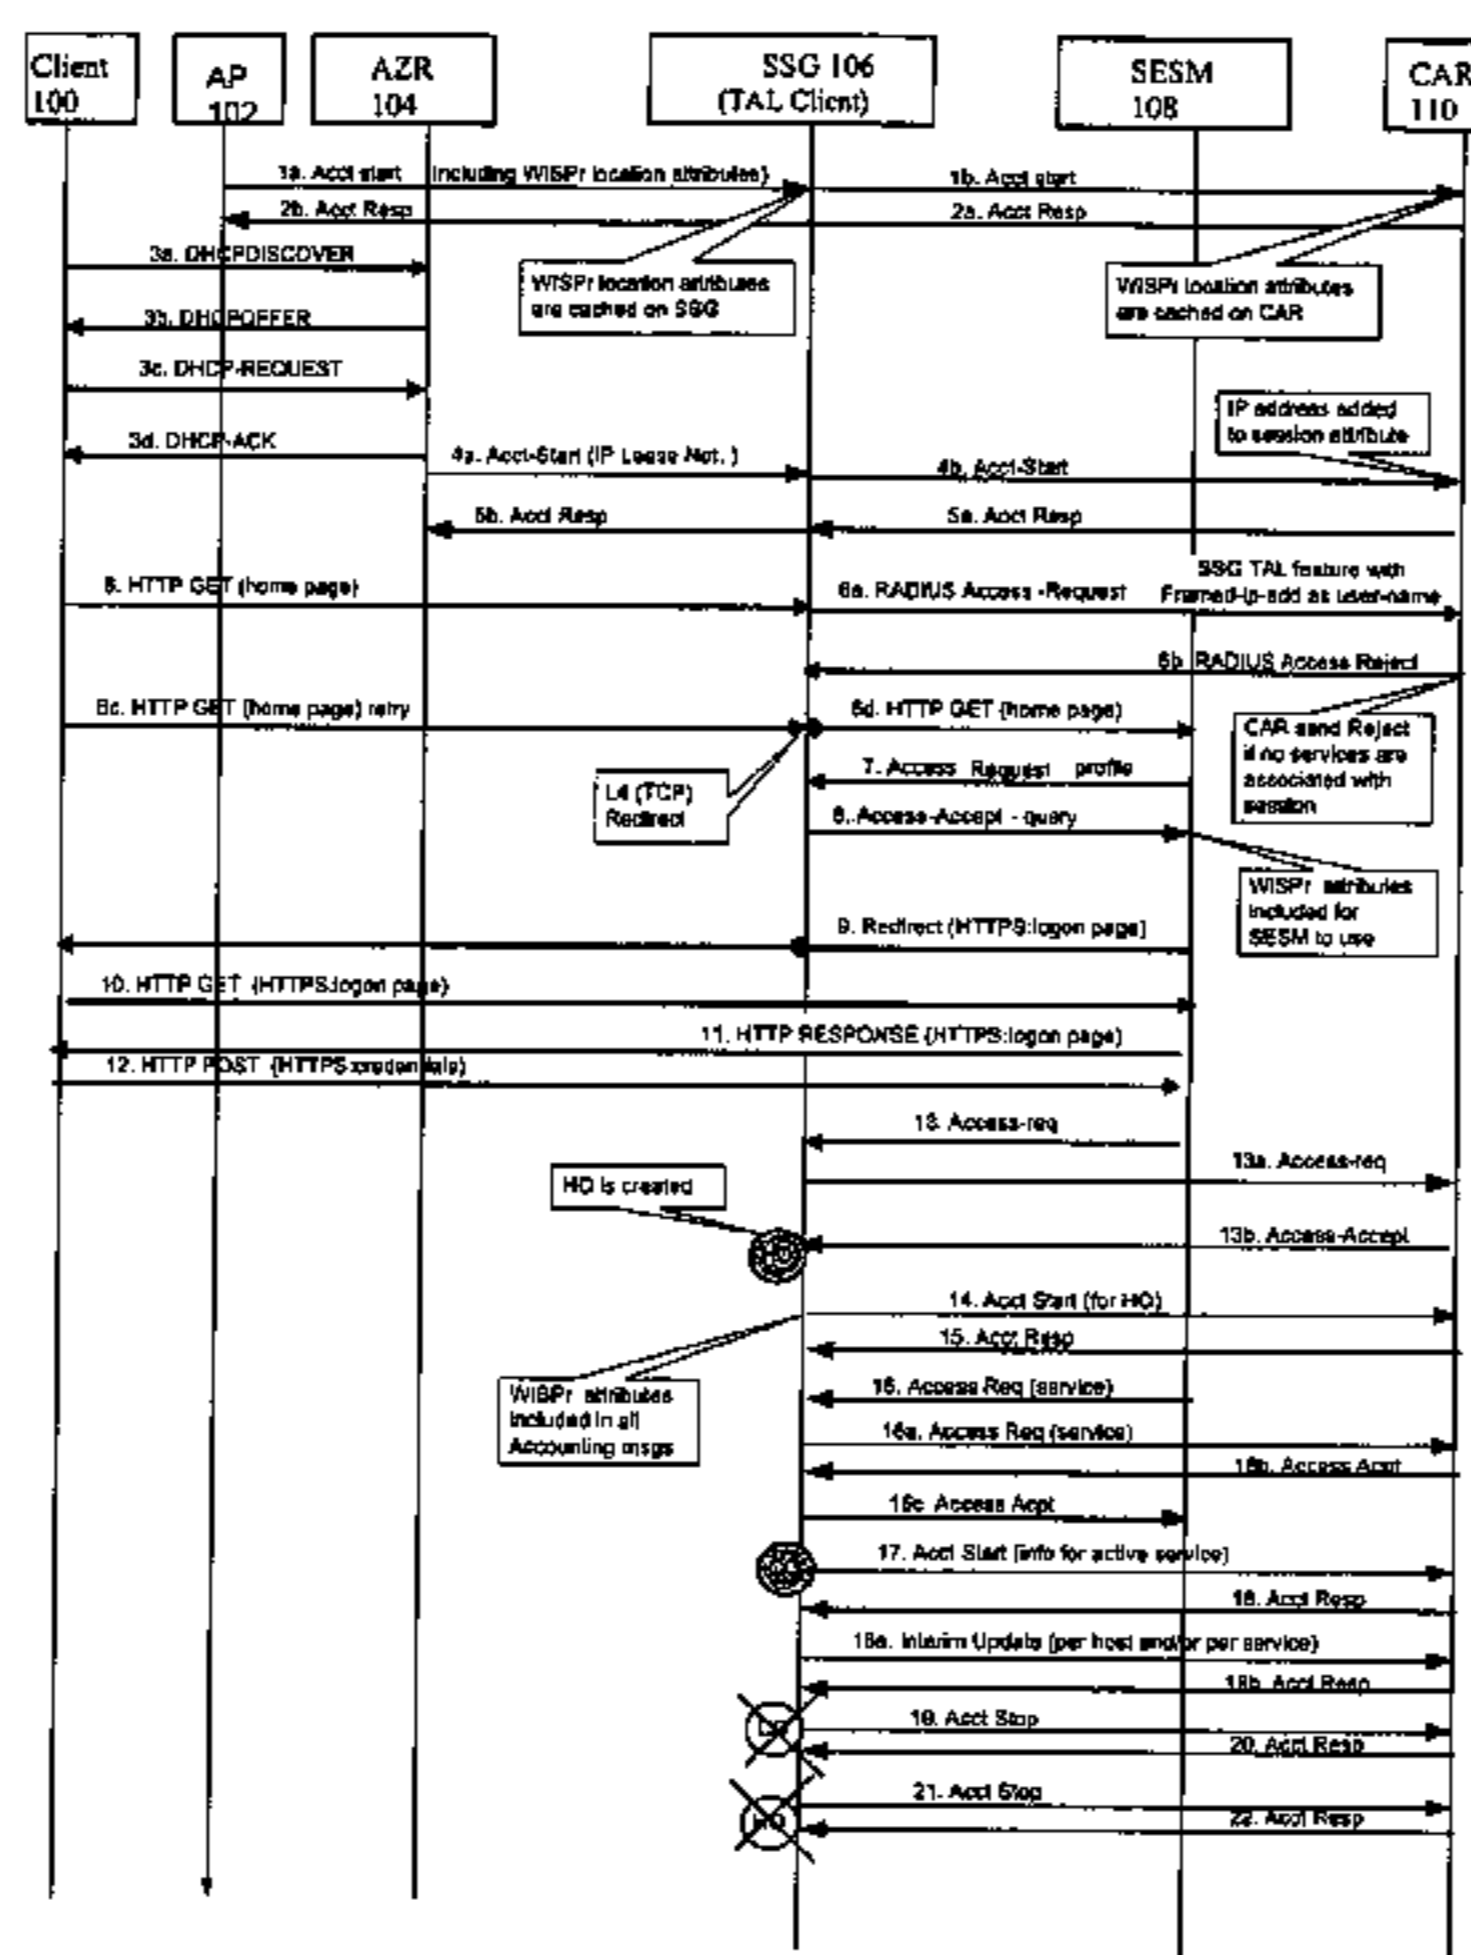 Client
100
AP
102
AZR
104
SSG 106
(TAL Client)
SESM
108
CAR
110
1a. Acct start (including WISPr location attributes)
1b. Acct start
2b. Acct Resp
2a. Acct Resp
3a. DHCPDISCOVER
WISPr location attributes
are cached on SSG
WISPr location attributes
are cached on CAR
3b. DHCPOFFER
3c. DHCP-REQUEST
IP address added
to session attribute
3d. DHCP-ACK
4a. Acct-Start (IP Lease Not. )
4b. Acct-Start
5b. Acct Resp
5a. Acct Resp
SSG TAL feature with
Framed-ip-add as user-name
6. HTTP GET (home page)
6a. RADIUS Access -Request
6b. RADIUS Access Reject
6c. HTTP GET (home page) retry
6d. HTTP GET (home page)
CAR send Reject
if no services are
associated with
session
L4 (TCP)
Redirect
7. Access Request profile
8. Access-Accept - query
WISPr attributes
included for
SESM to use
9. Redirect (HTTPS:logon page)
10. HTTP GET (HTTPS:logon page)
11. HTTP RESPONSE (HTTPS:logon page)
12. HTTP POST (HTTPS:credentials)
13. Access-req
13a. Access-req
HO is created
13b. Access-Accept
14. Acct Start (for HO)
15. Acct Resp
WISPr attributes
included in all
Accounting msgs
16. Access Req (service)
16a. Access Req (service)
16b. Access Acpt
16c Access Acpt
17. Acct Start (info for active service)
18. Acct Resp
18a. Interim Update (per host and/or per service)
18b. Acct Resp
19. Acct Stop
20. Acct Resp
21. Acct Stop
HO
22. Acct Resp